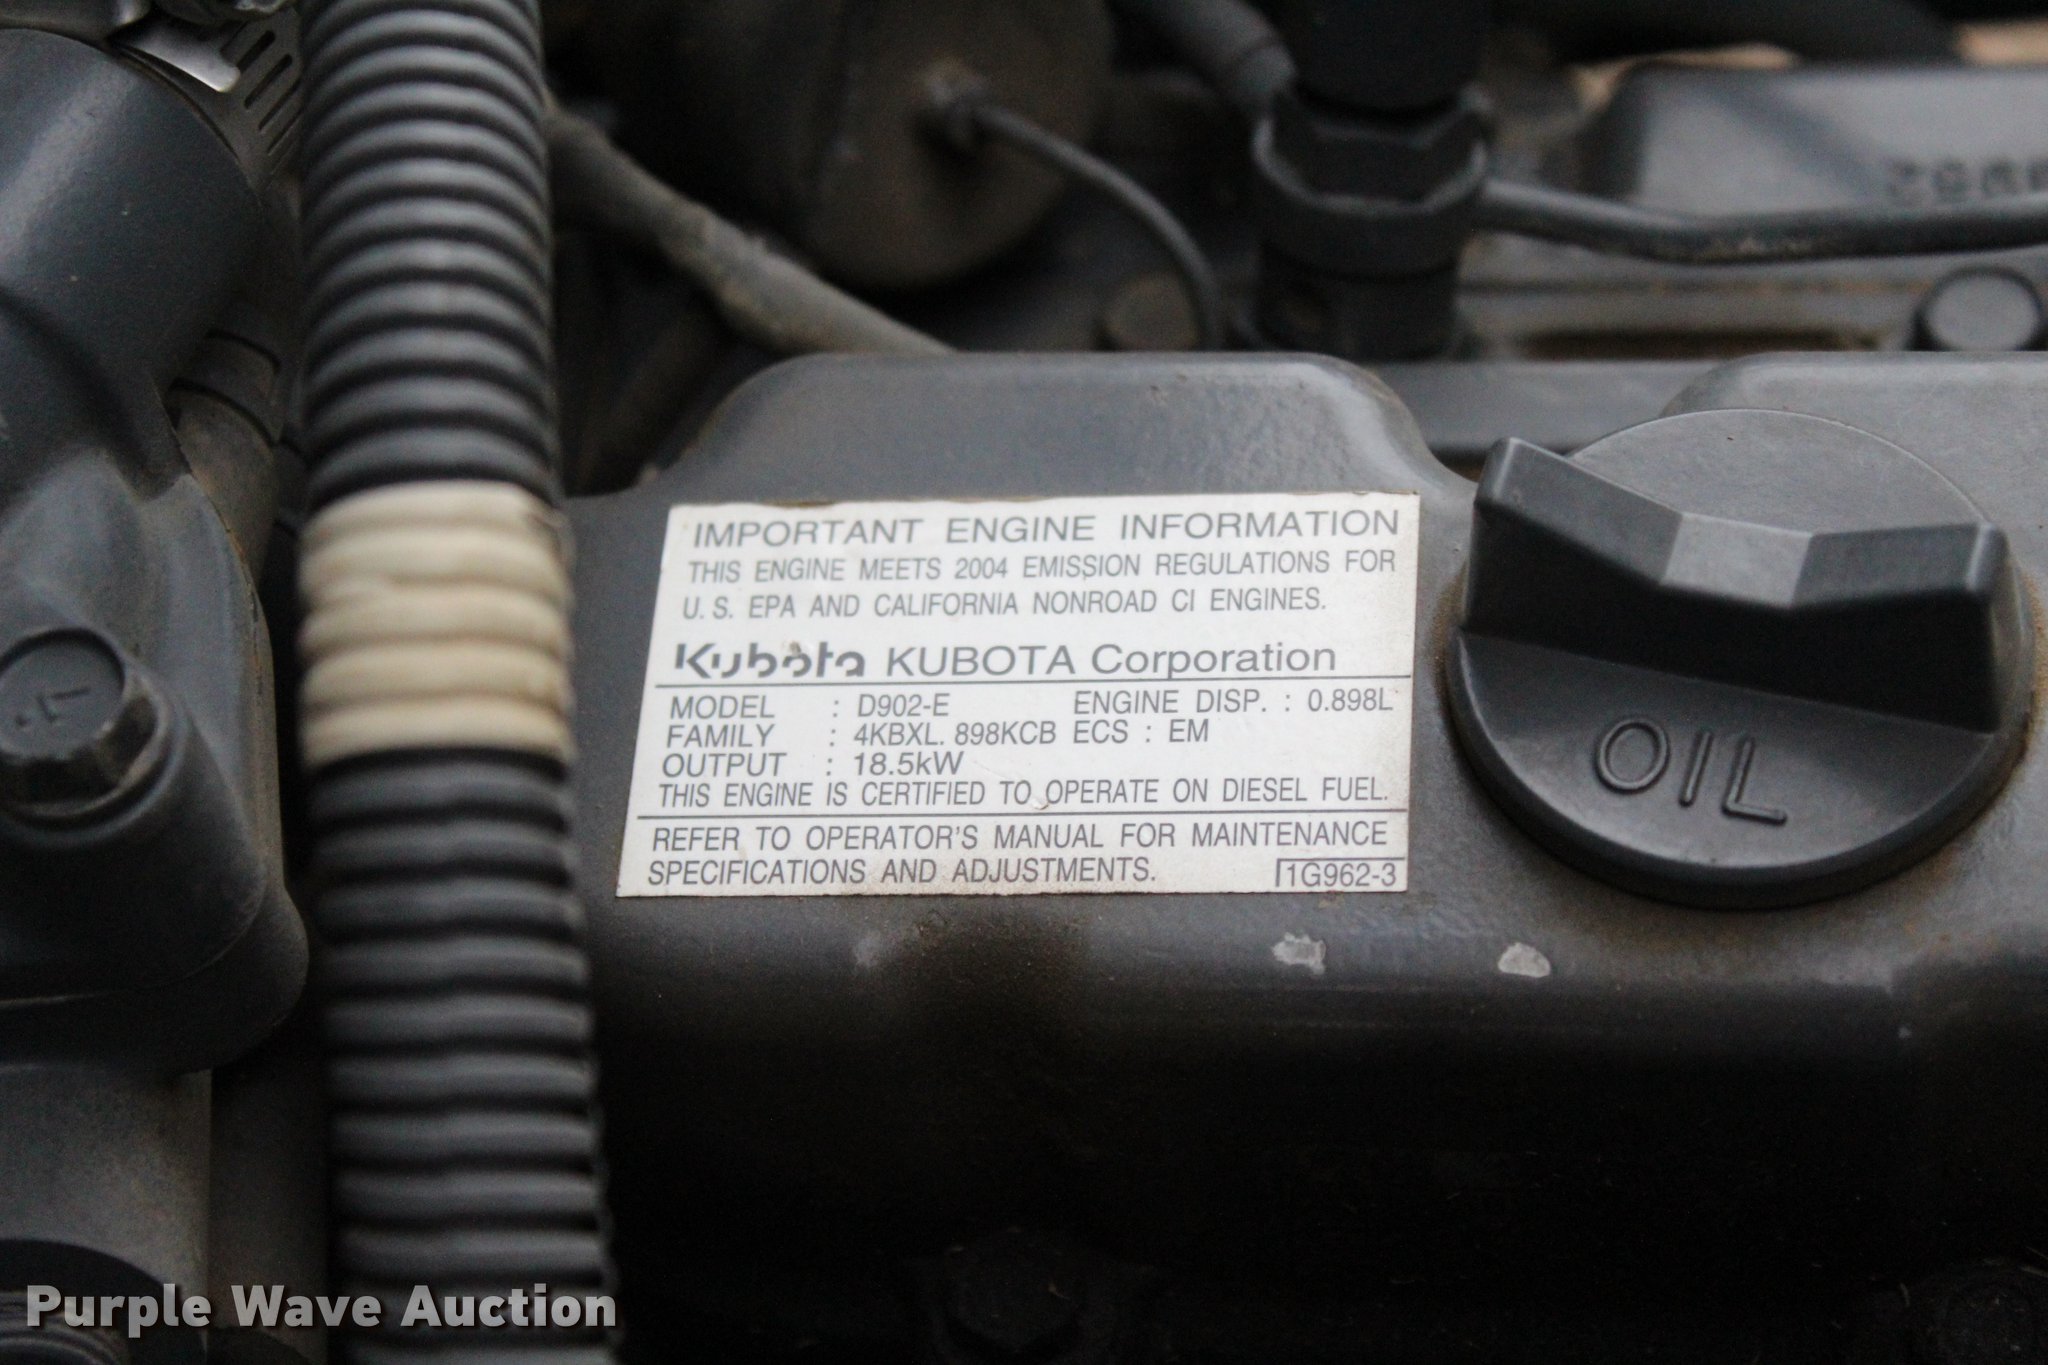 IMPORTANT ENGINE INFORMATION
THIS ENGINE MEETS 2004 EMISSION REGULATIONS FOR
U. S. EPA AND CALIFORNIA NONROAD CI ENGINES.
Kubota KUBOTA Corporation
MODEL : D902-E ENGINE DISP. : 0.898L
FAMILY : 4KBXL. 898KCB ECS : EM
OUTPUT : 18.5kW
THIS ENGINE IS CERTIFIED TO OPERATE ON DIESEL FUEL.
REFER TO OPERATOR'S MANUAL FOR MAINTENANCE
SPECIFICATIONS AND ADJUSTMENTS. 1G962-3
OIL
Purple Wave Auction